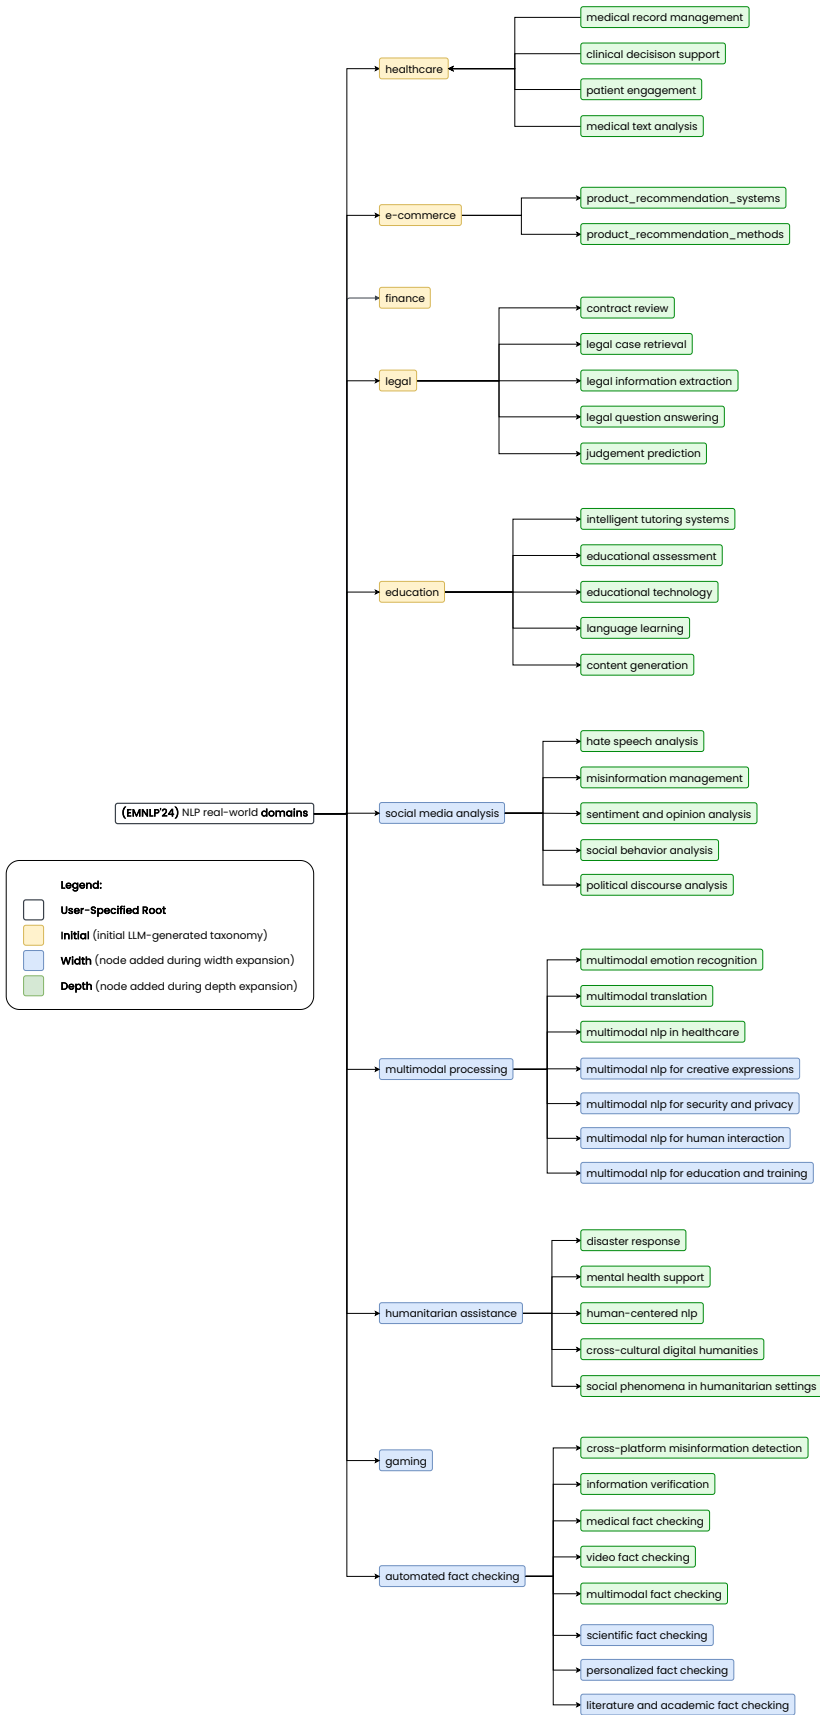 medical record management
clinical decisison support
healthcare
patient engagement
medical text analysis
product_recommendation_systems
e-commerce
product_recommendation_methods
finance
contract review
legal case retrieval
legal
legal information extraction
legal question answering
judgement prediction
intelligent tutoring systems
educational assessment
education
educational technology
language learning
content generation
hate speech analysis
misinformation management
(EMNLP'24) NLP real-world domains
social media analysis
sentiment and opinion analysis
social behavior analysis
political discourse analysis
Legend:
User-Specified Root
Initial (initial LLM-generated taxonomy)
Width (node added during width expansion)
Depth (node added during depth expansion)
multimodal emotion recognition
multimodal translation
multimodal nlp in healthcare
multimodal processing
multimodal nlp for creative expressions
multimodal nlp for security and privacy
multimodal nlp for human interaction
multimodal nlp for education and training
disaster response
mental health support
humanitarian assistance
human-centered nlp
cross-cultural digital humanities
social phenomena in humanitarian settings
gaming
cross-platform misinformation detection
information verification
medical fact checking
video fact checking
automated fact checking
multimodal fact checking
scientific fact checking
personalized fact checking
literature and academic fact checking